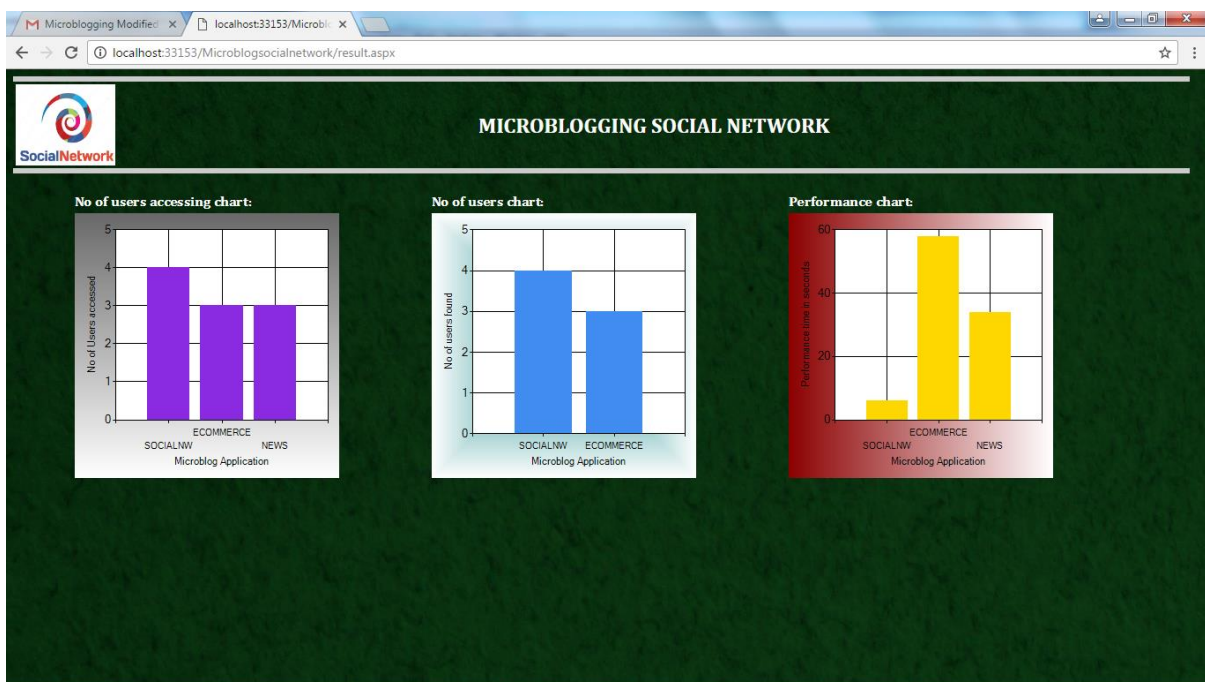 Microblogging Modified
localhost:33153/Microblo
localhost:33153/Microblogsocialnetwork/result.aspx
SocialNetwork
MICROBLOGGING SOCIAL NETWORK
No of users accessing chart:
5
4
3
2
1
0
No of Users accessed
ECOMMERCE
SOCIALNW NEWS
Microblog Application
No of users chart:
5
4
3
2
1
0
No of users found
SOCIALNW ECOMMERCE
Microblog Application
Performance chart:
60
40
20
0
Performance time in seconds
ECOMMERCE
SOCIALNW NEWS
Microblog Application